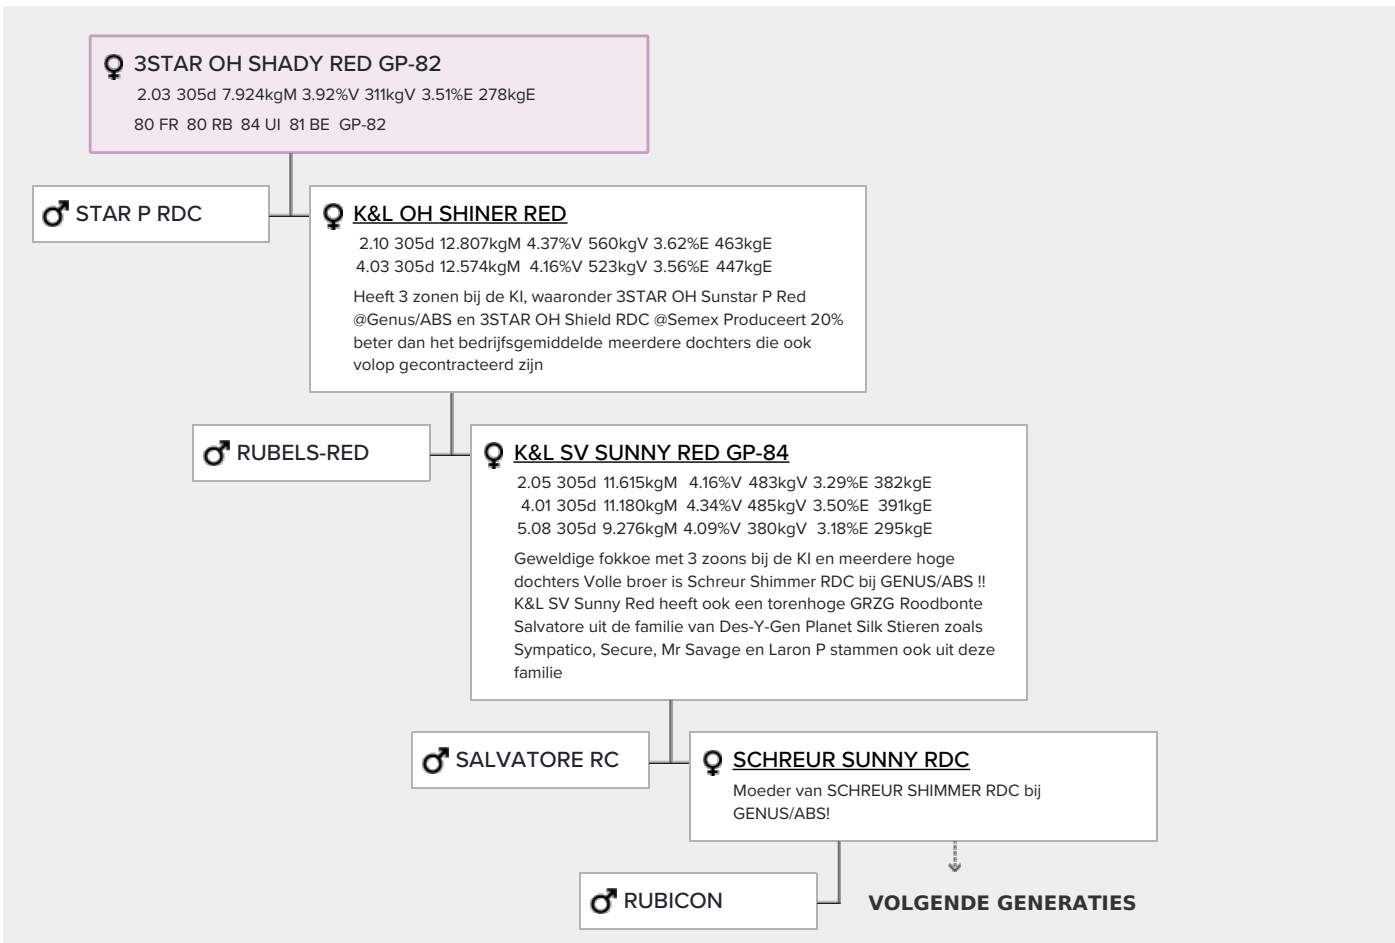 3STAR OH SHADY RED GP-82
2.03 305d 7.924kgM 3.92%V 311kgV 3.51%E 278kgE
80 FR 80 RB 84 UI 81 BE GP-82
STAR P RDC
K&L OH SHINER RED
2.10 305d 12.807kgM 4.37%V 560kgV 3.62%E 463kgE
4.03 305d 12.574kgM 4.16%V 523kgV 3.56%E 447kgE
Heeft 3 zonen bij de KI, waaronder 3STAR OH Sunstar P Red
@Genus/ABS en 3STAR OH Shield RDC @Semex Produceert 20%
beter dan het bedrijfsgemiddelde meerdere dochters die ook
volop gecontracteerd zijn
RUBELS-RED
K&L SV SUNNY RED GP-84
2.05 305d 11.615kgM 4.16%V 483kgV 3.29%E 382kgE
4.01 305d 11.180kgM 4.34%V 485kgV 3.50%E 391kgE
5.08 305d 9.276kgM 4.09%V 380kgV 3.18%E 295kgE
Geweldige fokkoe met 3 zoons bij de KI en meerdere hoge
dochters Volle broer is Schreur Shimmer RDC bij GENUS/ABS !!
K&L SV Sunny Red heeft ook een torenhoge GRZG Roodbonte
Salvatore uit de familie van Des-Y-Gen Planet Silk Stieren zoals
Sympatico, Secure, Mr Savage en Laron P stammen ook uit deze
familie
SALVATORE RC
SCHREUR SUNNY RDC
Moeder van SCHREUR SHIMMER RDC bij
GENUS/ABS!
RUBICON
VOLGENDE GENERATIES